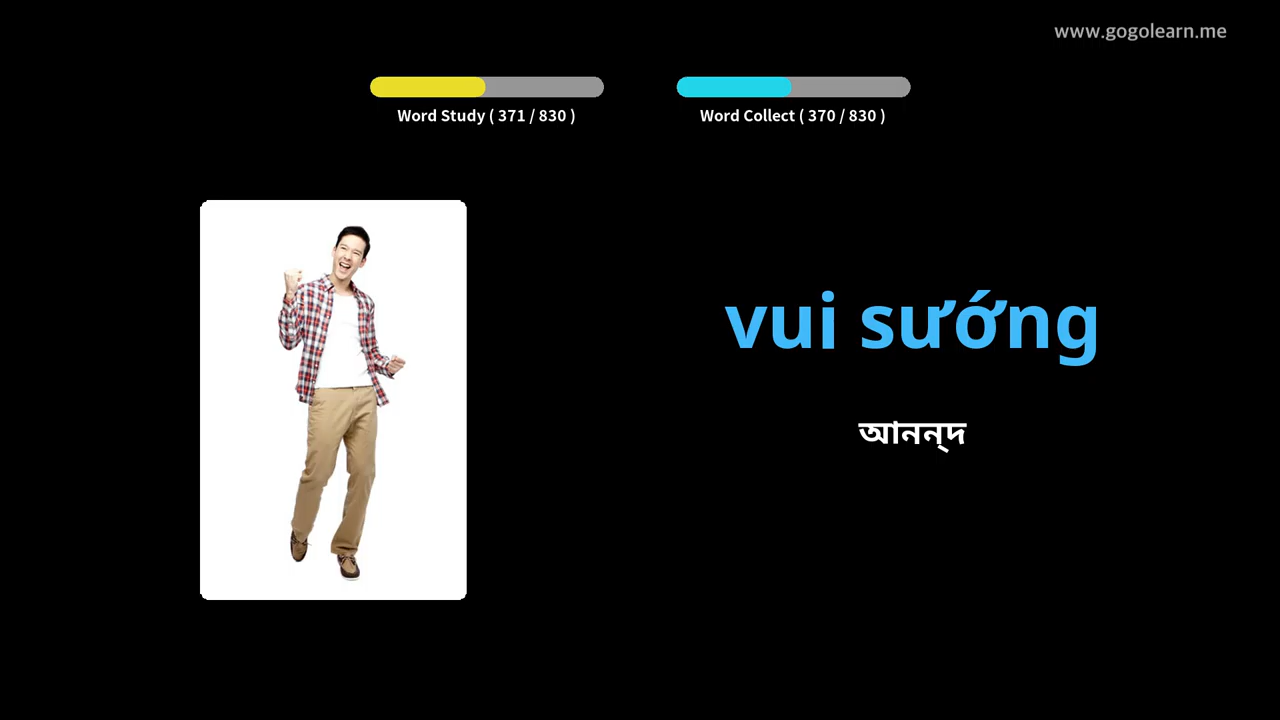 www.gogolearn.me
Word Study ( 371 / 830 )
Word Collect ( 370 / 830 )
vui sướng
আনন্দ